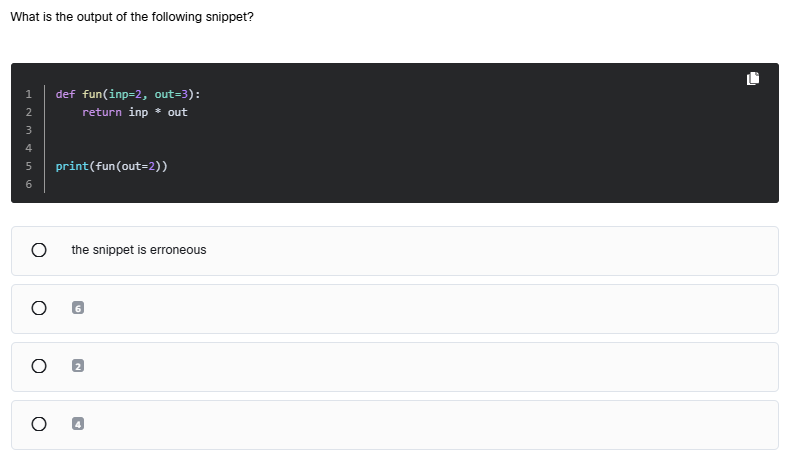 What is the output of the following snippet?
1 def fun(inp=2, out=3):
2 return inp * out
3
4
5 print(fun(out=2))
6
the snippet is erroneous
6
2
4